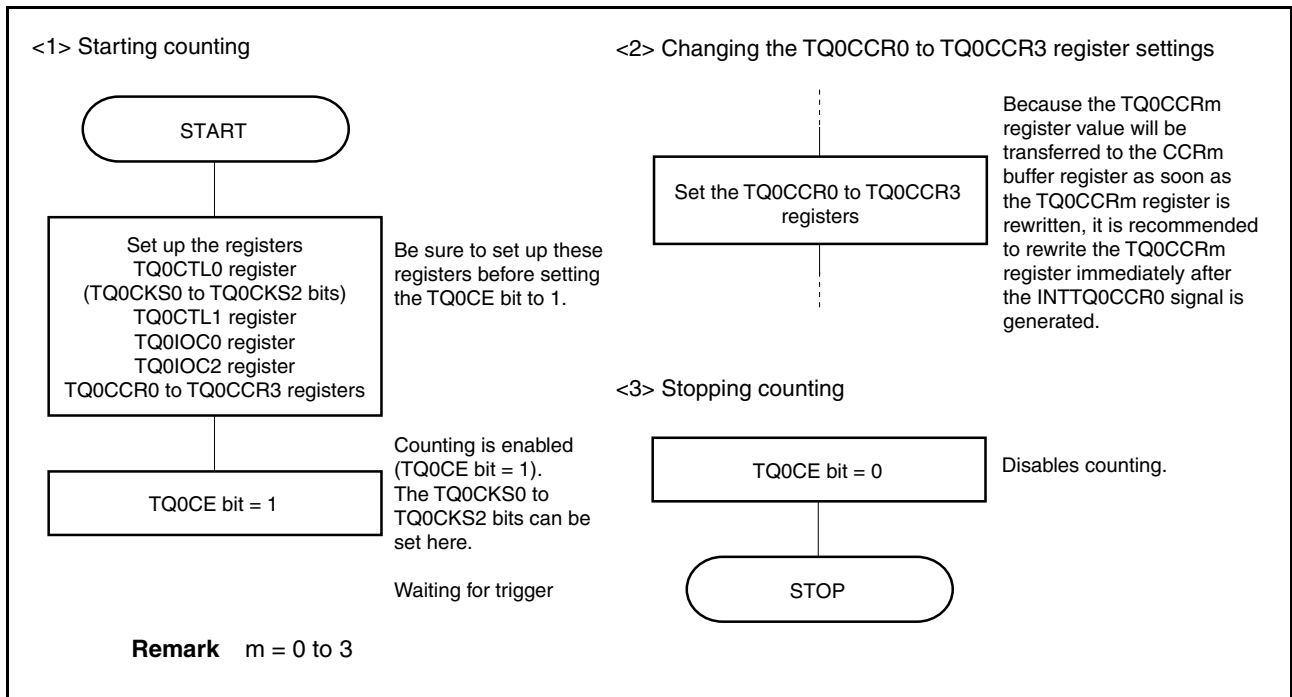 <1> Starting counting
START
Set up the registers
TQ0CTL0 register
(TQ0CKS0 to TQ0CKS2 bits)
TQ0CTL1 register
TQ0IOC0 register
TQ0IOC2 register
TQ0CCR0 to TQ0CCR3 registers
Be sure to set up these
registers before setting
the TQ0CE bit to 1.
TQ0CE bit = 1
Counting is enabled
(TQ0CE bit = 1).
The TQ0CKS0 to
TQ0CKS2 bits can be
set here.
Waiting for trigger
<2> Changing the TQ0CCR0 to TQ0CCR3 register settings
Set the TQ0CCR0 to TQ0CCR3
registers
Because the TQ0CCRm
register value will be
transferred to the CCRm
buffer register as soon as
the TQ0CCRm register is
rewritten, it is recommended
to rewrite the TQ0CCRm
register immediately after
the INTTQ0CCR0 signal is
generated.
<3> Stopping counting
TQ0CE bit = 0
Disables counting.
STOP
Remark m = 0 to 3